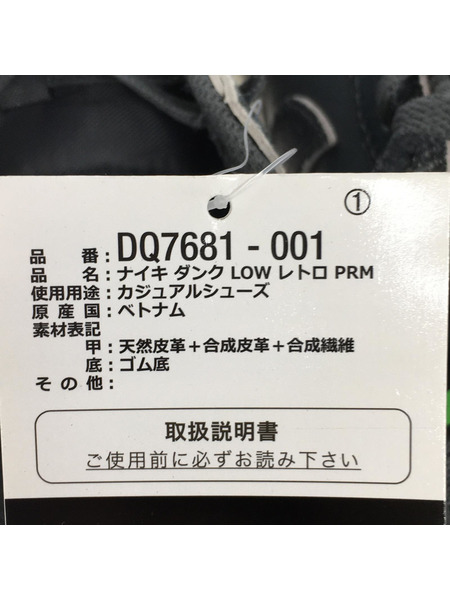 ①
品番：DQ7681 - 001
品名：ナイキ ダンク LOW レトロ PRM
使用用途：カジュアルシューズ
原産国：ベトナム
素材表記
甲：天然皮革＋合成皮革＋合成繊維
底：ゴム底
その他：
取扱説明書
ご使用前に必ずお読み下さい